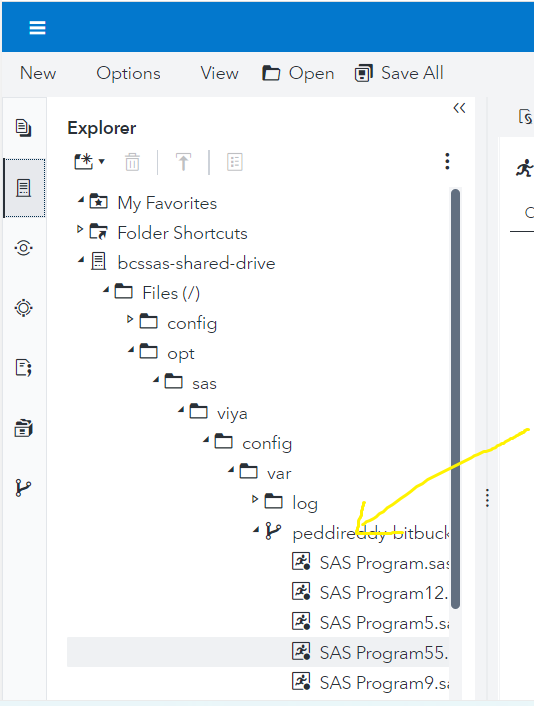 New Options View Open Save All
Explorer
My Favorites
Folder Shortcuts
bcssas-shared-drive
Files (/)
config
opt
sas
viya
config
var
log
peddireddy-bitbuck
SAS Program.sas
SAS Program12.
SAS Program5.sa
SAS Program55.
SAS Program9.sa